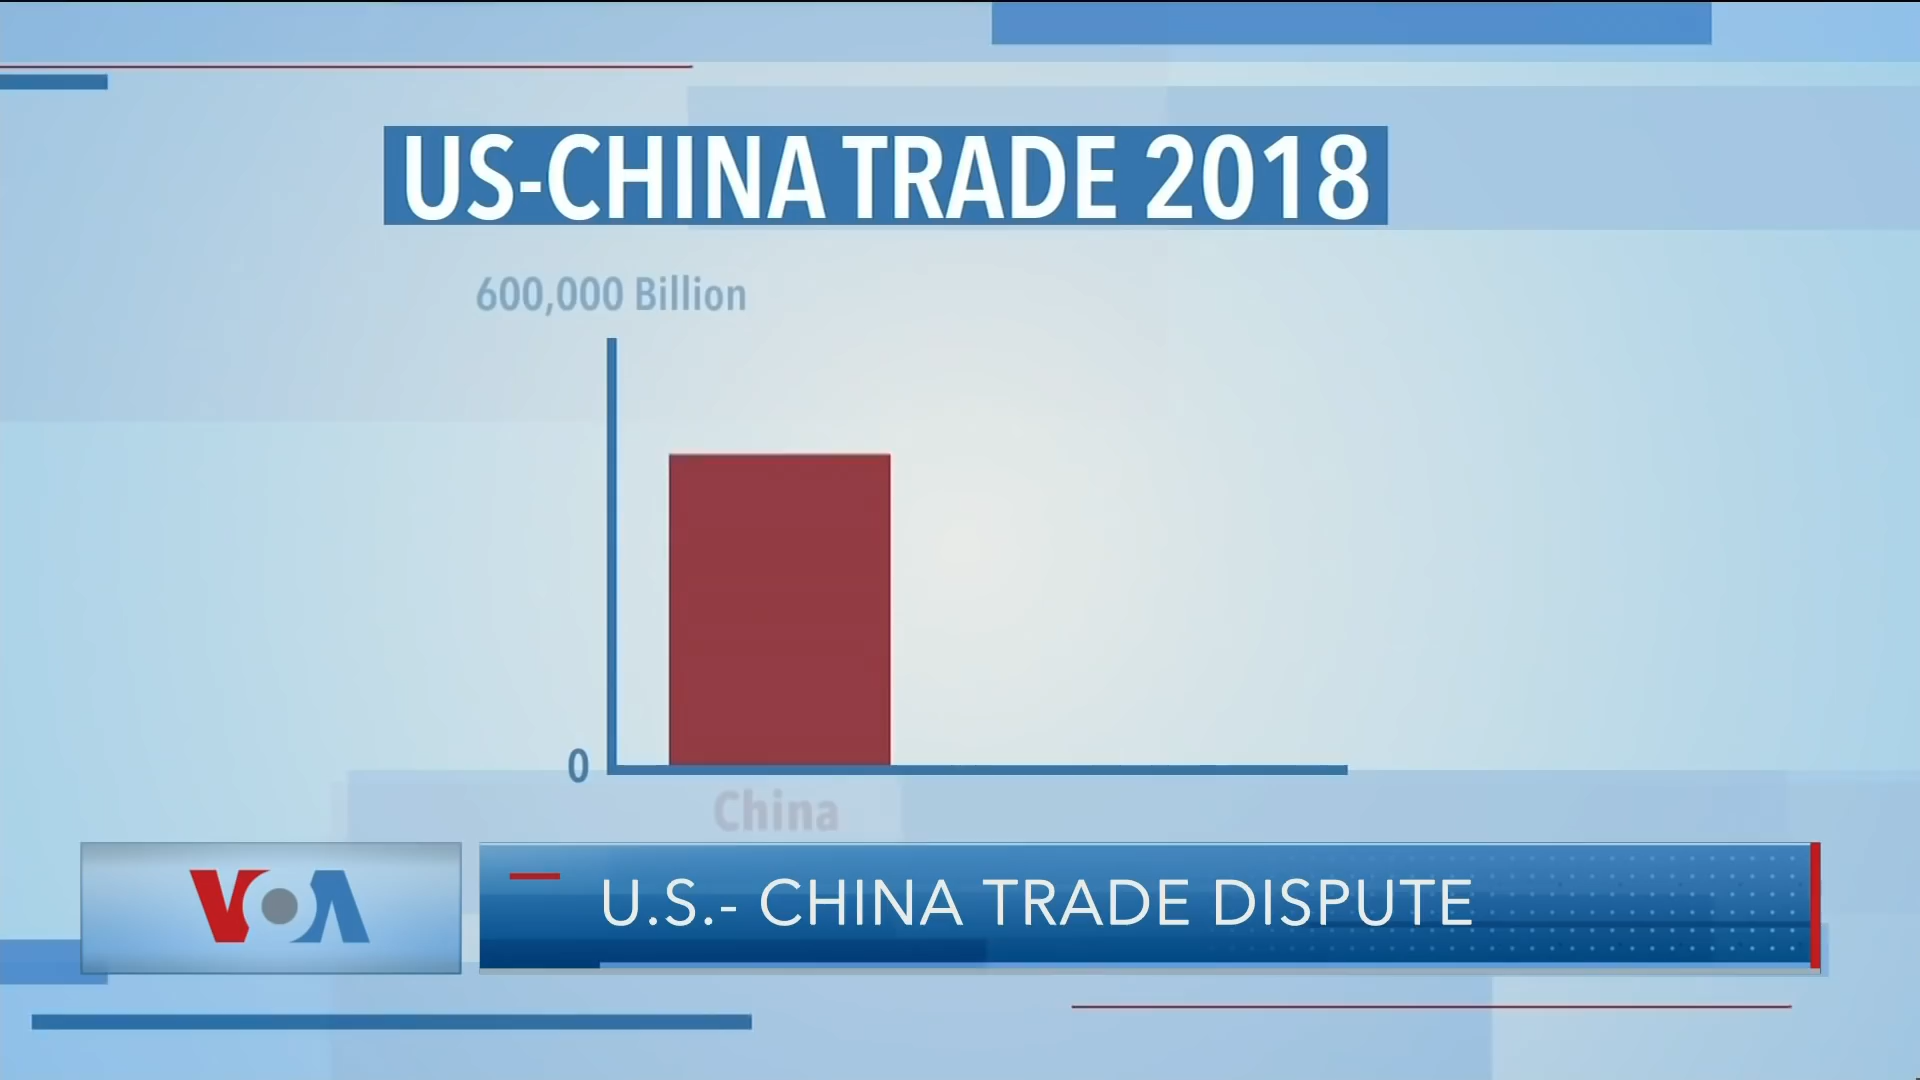 US-CHINA TRADE 2018
600,000 Billion
0
China
VOA
U.S.- CHINA TRADE DISPUTE